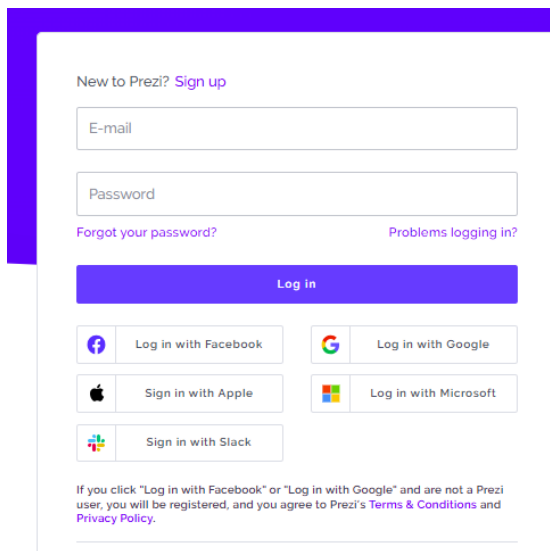 New to Prezi? Sign up
E-mail
Password
Forgot your password? Problems logging in?
Log in
Log in with Facebook
Log in with Google
Sign in with Apple
Log in with Microsoft
Sign in with Slack
If you click "Log in with Facebook" or "Log in with Google" and are not a Prezi
user, you will be registered, and you agree to Prezi's Terms & Conditions and
Privacy Policy.